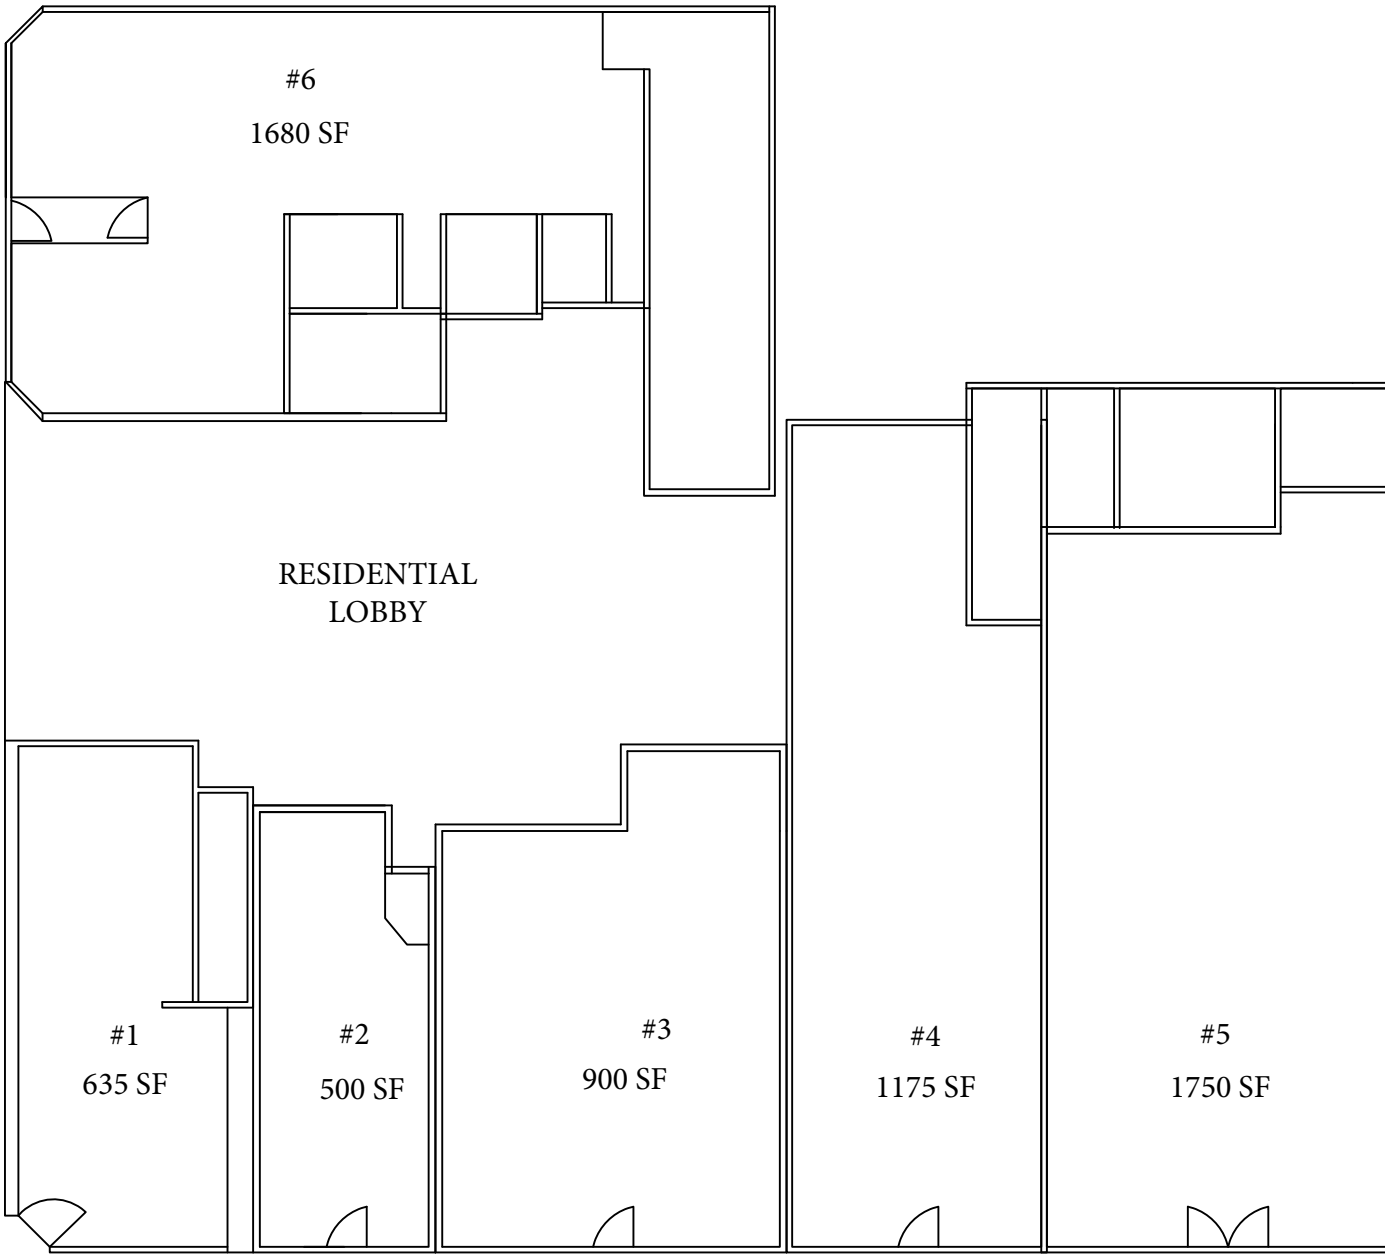 #6
1680 SF
RESIDENTIAL
LOBBY
#1
635 SF
#2
500 SF
#3
900 SF
#4
1175 SF
#5
1750 SF